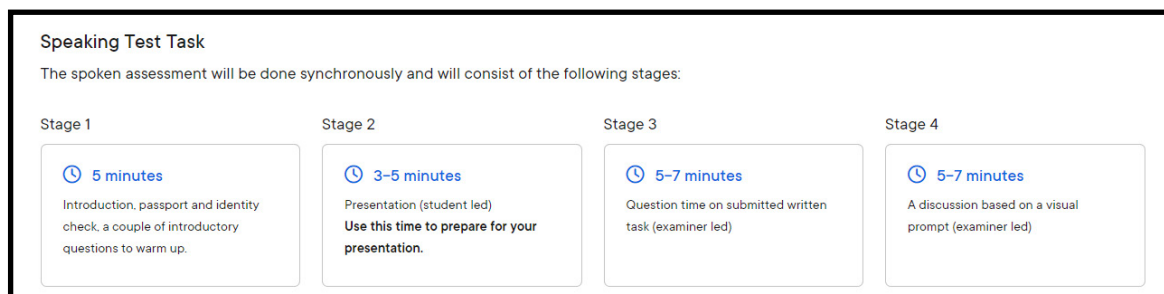 Speaking Test Task
The spoken assessment will be done synchronously and will consist of the following stages:
Stage 1
5 minutes
Introduction, passport and identity
check, a couple of introductory
questions to warm up.
Stage 2
3–5 minutes
Presentation (student led)
Use this time to prepare for your
presentation.
Stage 3
5–7 minutes
Question time on submitted written
task (examiner led)
Stage 4
5–7 minutes
A discussion based on a visual
prompt (examiner led)